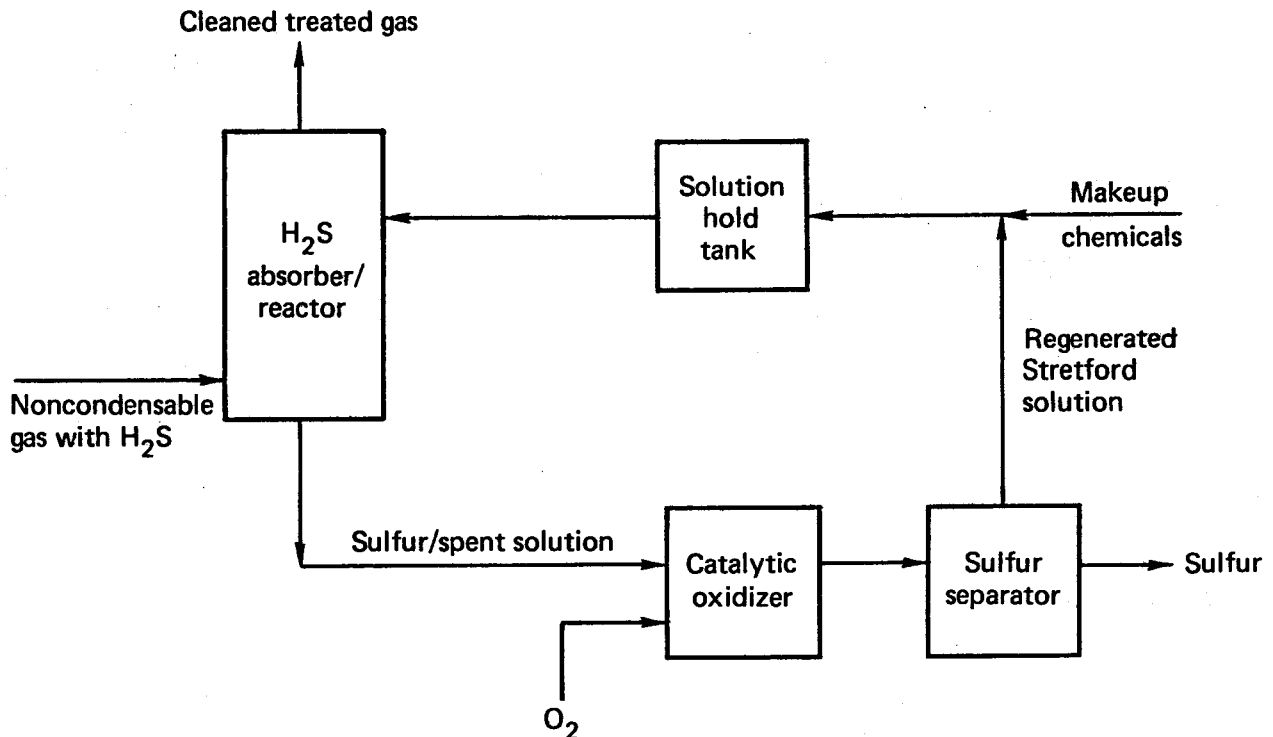 Cleaned treated gas
H₂S
absorber/
reactor
Solution
hold
tank
Makeup
chemicals
Noncondensable
gas with H₂S
Regenerated
Stretford
solution
Sulfur/spent solution
Catalytic
oxidizer
Sulfur
separator
Sulfur
O₂